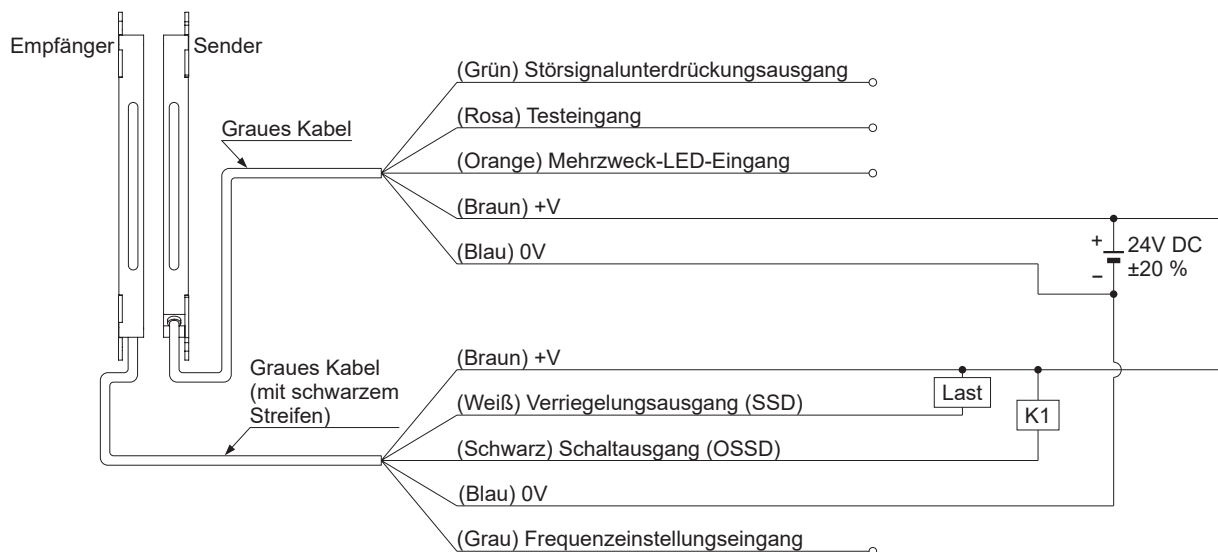 Empfänger
Sender
Graues Kabel
(Grün) Störsignalunterdrückungsausgang
(Rosa) Testeingang
(Orange) Mehrzweck-LED-Eingang
(Braun) +V
(Blau) 0V
+
−
24V DC
±20 %
Graues Kabel
(mit schwarzem
Streifen)
(Braun) +V
(Weiß) Verriegelungsausgang (SSD)
Last
K1
(Schwarz) Schaltausgang (OSSD)
(Blau) 0V
(Grau) Frequenzeinstellungseingang